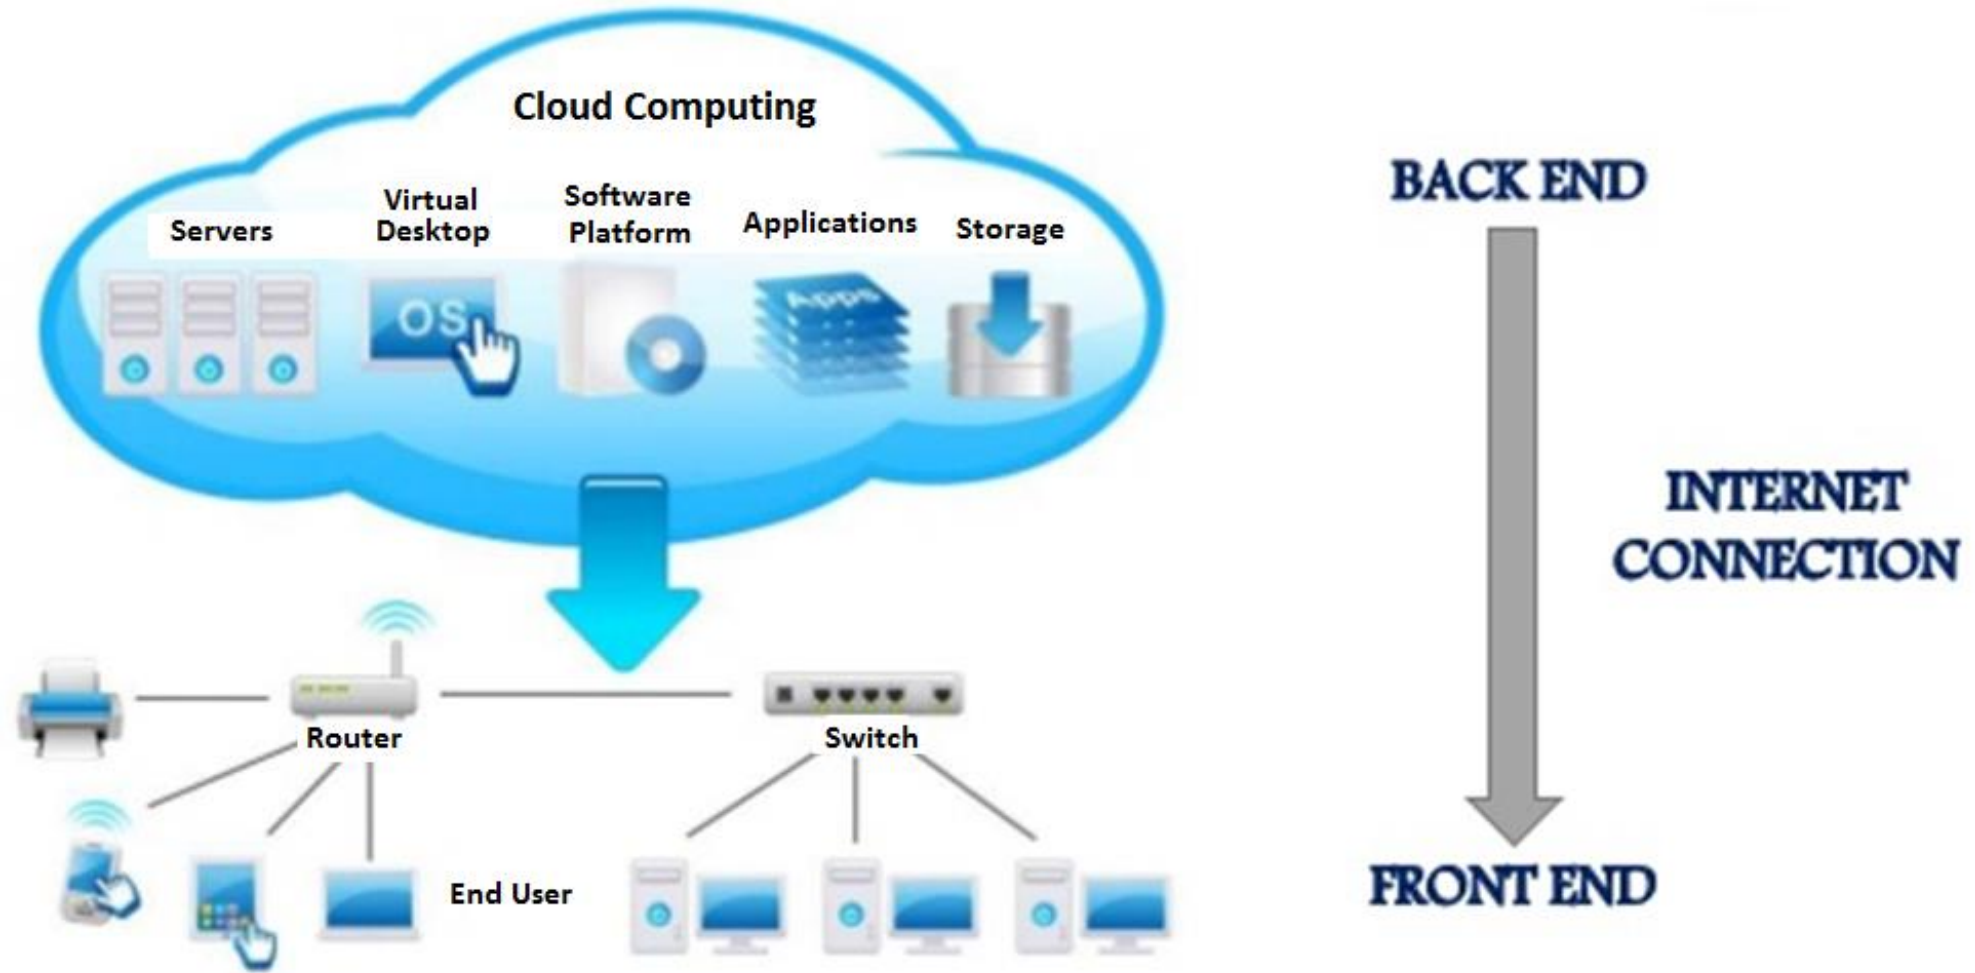 Cloud Computing
Servers
Virtual
Desktop
Software
Platform
Applications
Storage
OS
Apps
Router
Switch
End User
BACK END
INTERNET
CONNECTION
FRONT END